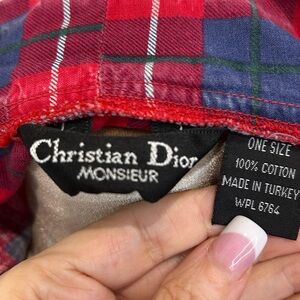 Christian Dior
MONSIEUR
ONE SIZE
100% COTTON
MADE IN TURKEY
WPL 6764